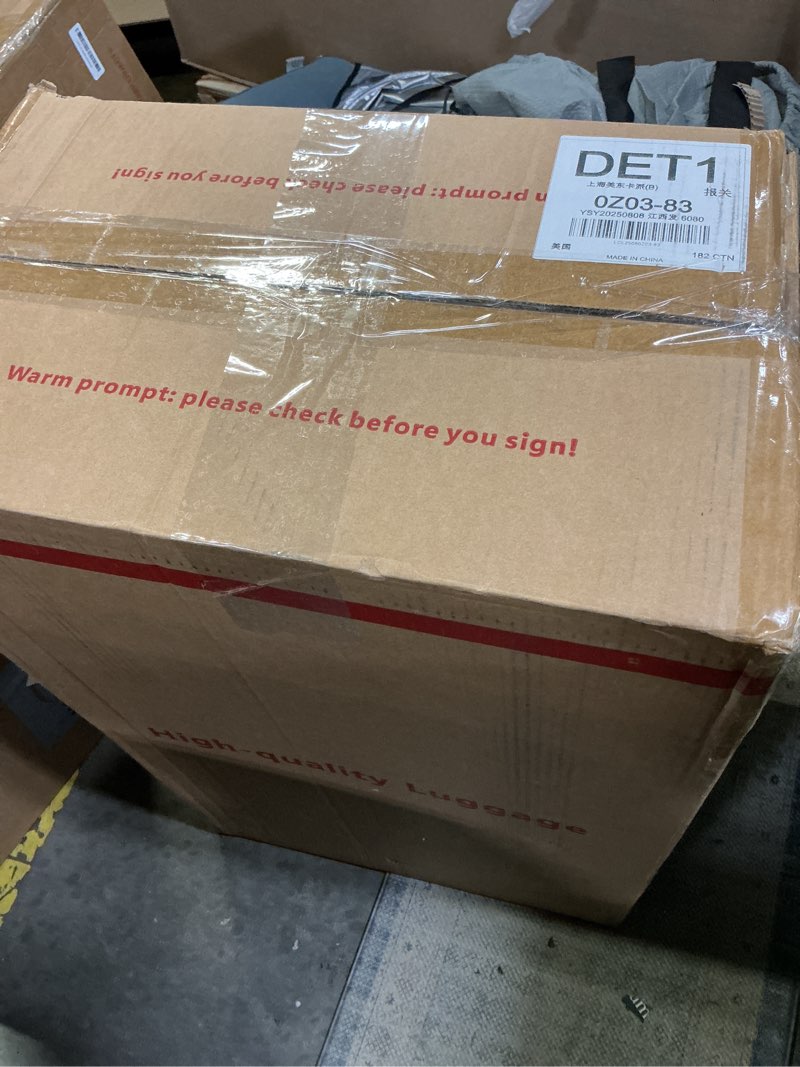 DET1
上海美东卡派(B)
报关
0Z03-83
YSY20250808 江西发 6080
美国
MADE IN CHINA
182 CTN
Warm prompt: please check before you sign!
prompt: please check before you sign!
High-quality Luggage